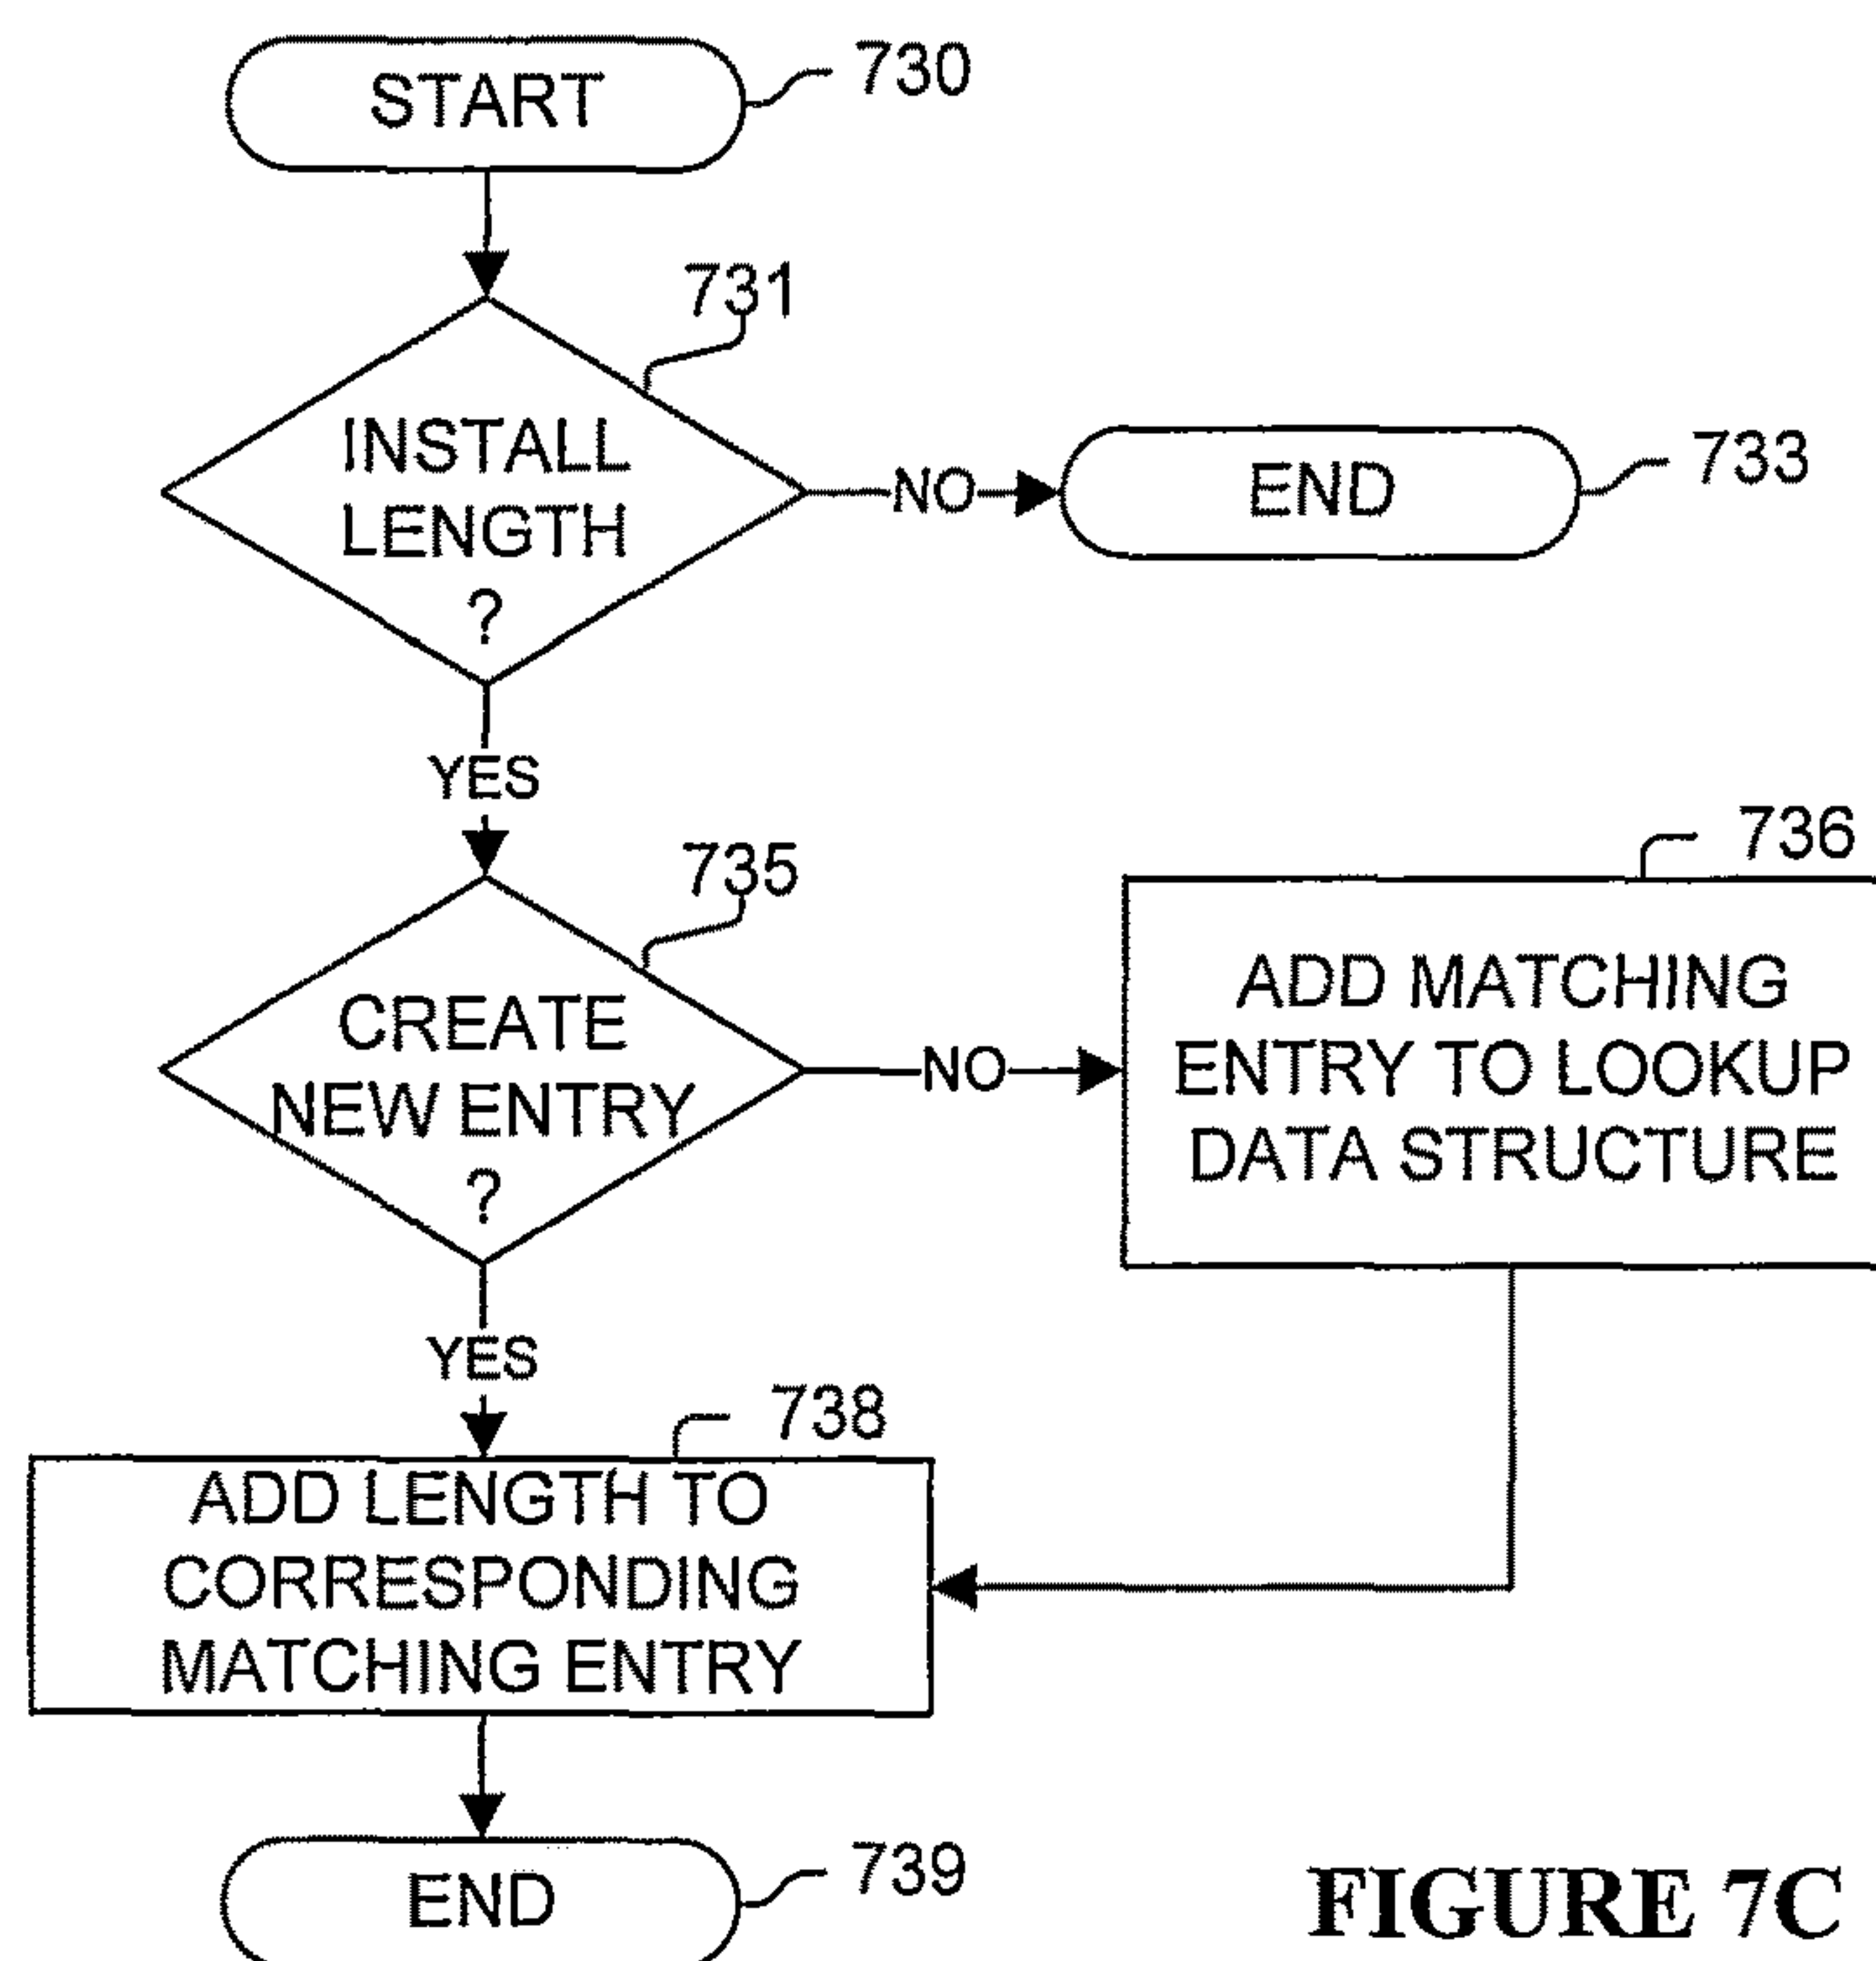 START
730
731
INSTALL
LENGTH
?
NO
END
733
YES
735
CREATE
NEW ENTRY
?
NO
736
ADD MATCHING
ENTRY TO LOOKUP
DATA STRUCTURE
YES
738
ADD LENGTH TO
CORRESPONDING
MATCHING ENTRY
END
739
FIGURE 7C